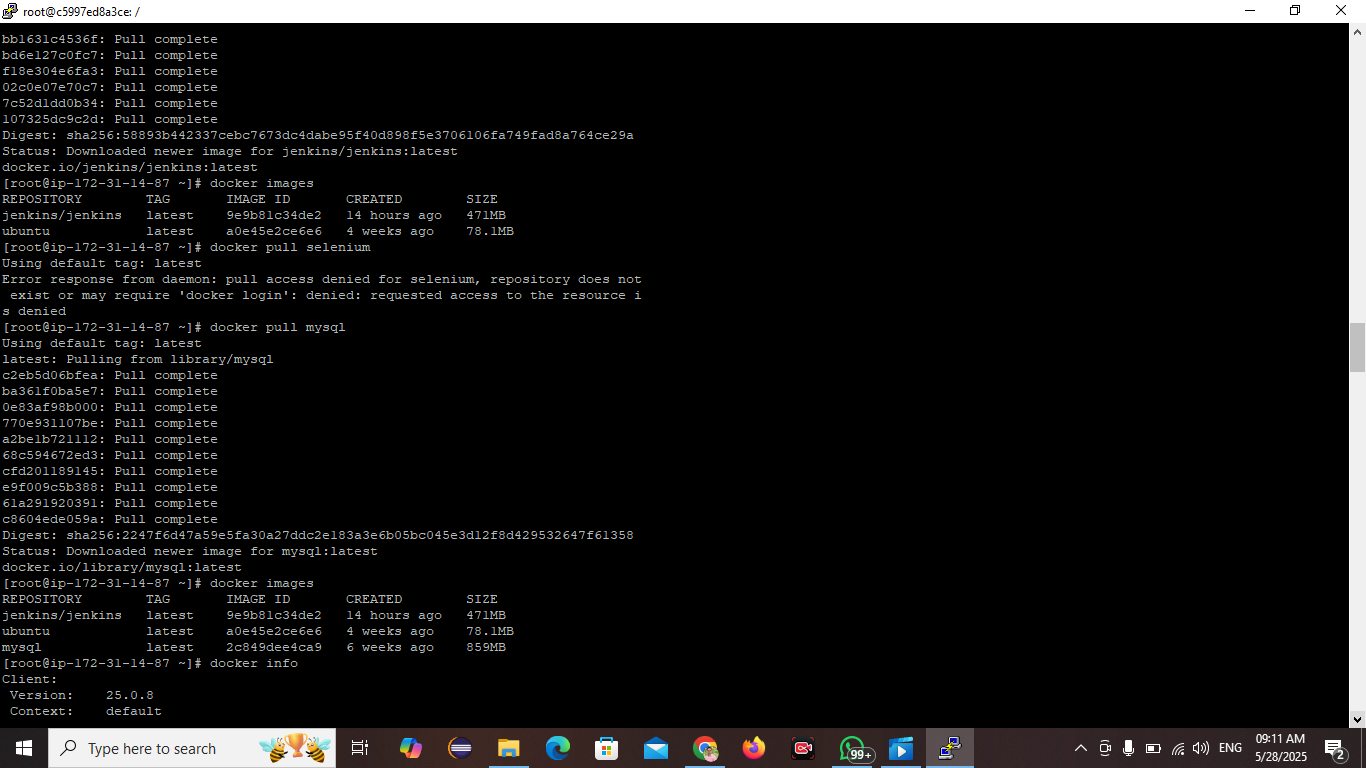 root@c5997ed8a3ce: /
bb1631c4536f: Pull complete
bd6e127c0fc7: Pull complete
f18e304e6fa3: Pull complete
02c0e07e70c7: Pull complete
7c52d1dd0b34: Pull complete
107325dc9c2d: Pull complete
Digest: sha256:58893b442337cebc7673dc4dabe95f40d898f5e3706106fa749fad8a764ce29a
Status: Downloaded newer image for jenkins/jenkins:latest
docker.io/jenkins/jenkins:latest
[root@ip-172-31-14-87 ~]# docker images
REPOSITORY TAG IMAGE ID CREATED SIZE
jenkins/jenkins latest 9e9b81c34de2 14 hours ago 471MB
ubuntu latest a0e45e2ce6e6 4 weeks ago 78.1MB
[root@ip-172-31-14-87 ~]# docker pull selenium
Using default tag: latest
Error response from daemon: pull access denied for selenium, repository does not
exist or may require 'docker login': denied: requested access to the resource i
s denied
[root@ip-172-31-14-87 ~]# docker pull mysql
Using default tag: latest
latest: Pulling from library/mysql
c2eb5d06bfea: Pull complete
ba361f0ba5e7: Pull complete
0e83af98b000: Pull complete
770e931107be: Pull complete
a2be1b721112: Pull complete
68c594672ed3: Pull complete
cfd201189145: Pull complete
e9f009c5b388: Pull complete
61a291920391: Pull complete
c8604ede059a: Pull complete
Digest: sha256:2247f6d47a59e5fa30a27ddc2e183a3e6b05bc045e3d12f8d429532647f61358
Status: Downloaded newer image for mysql:latest
docker.io/library/mysql:latest
[root@ip-172-31-14-87 ~]# docker images
REPOSITORY TAG IMAGE ID CREATED SIZE
jenkins/jenkins latest 9e9b81c34de2 14 hours ago 471MB
ubuntu latest a0e45e2ce6e6 4 weeks ago 78.1MB
mysql latest 2c849dee4ca9 6 weeks ago 859MB
[root@ip-172-31-14-87 ~]# docker info
Client:
Version: 25.0.8
Context: default
Type here to search
99+
ENG
09:11 AM
5/28/2025
2